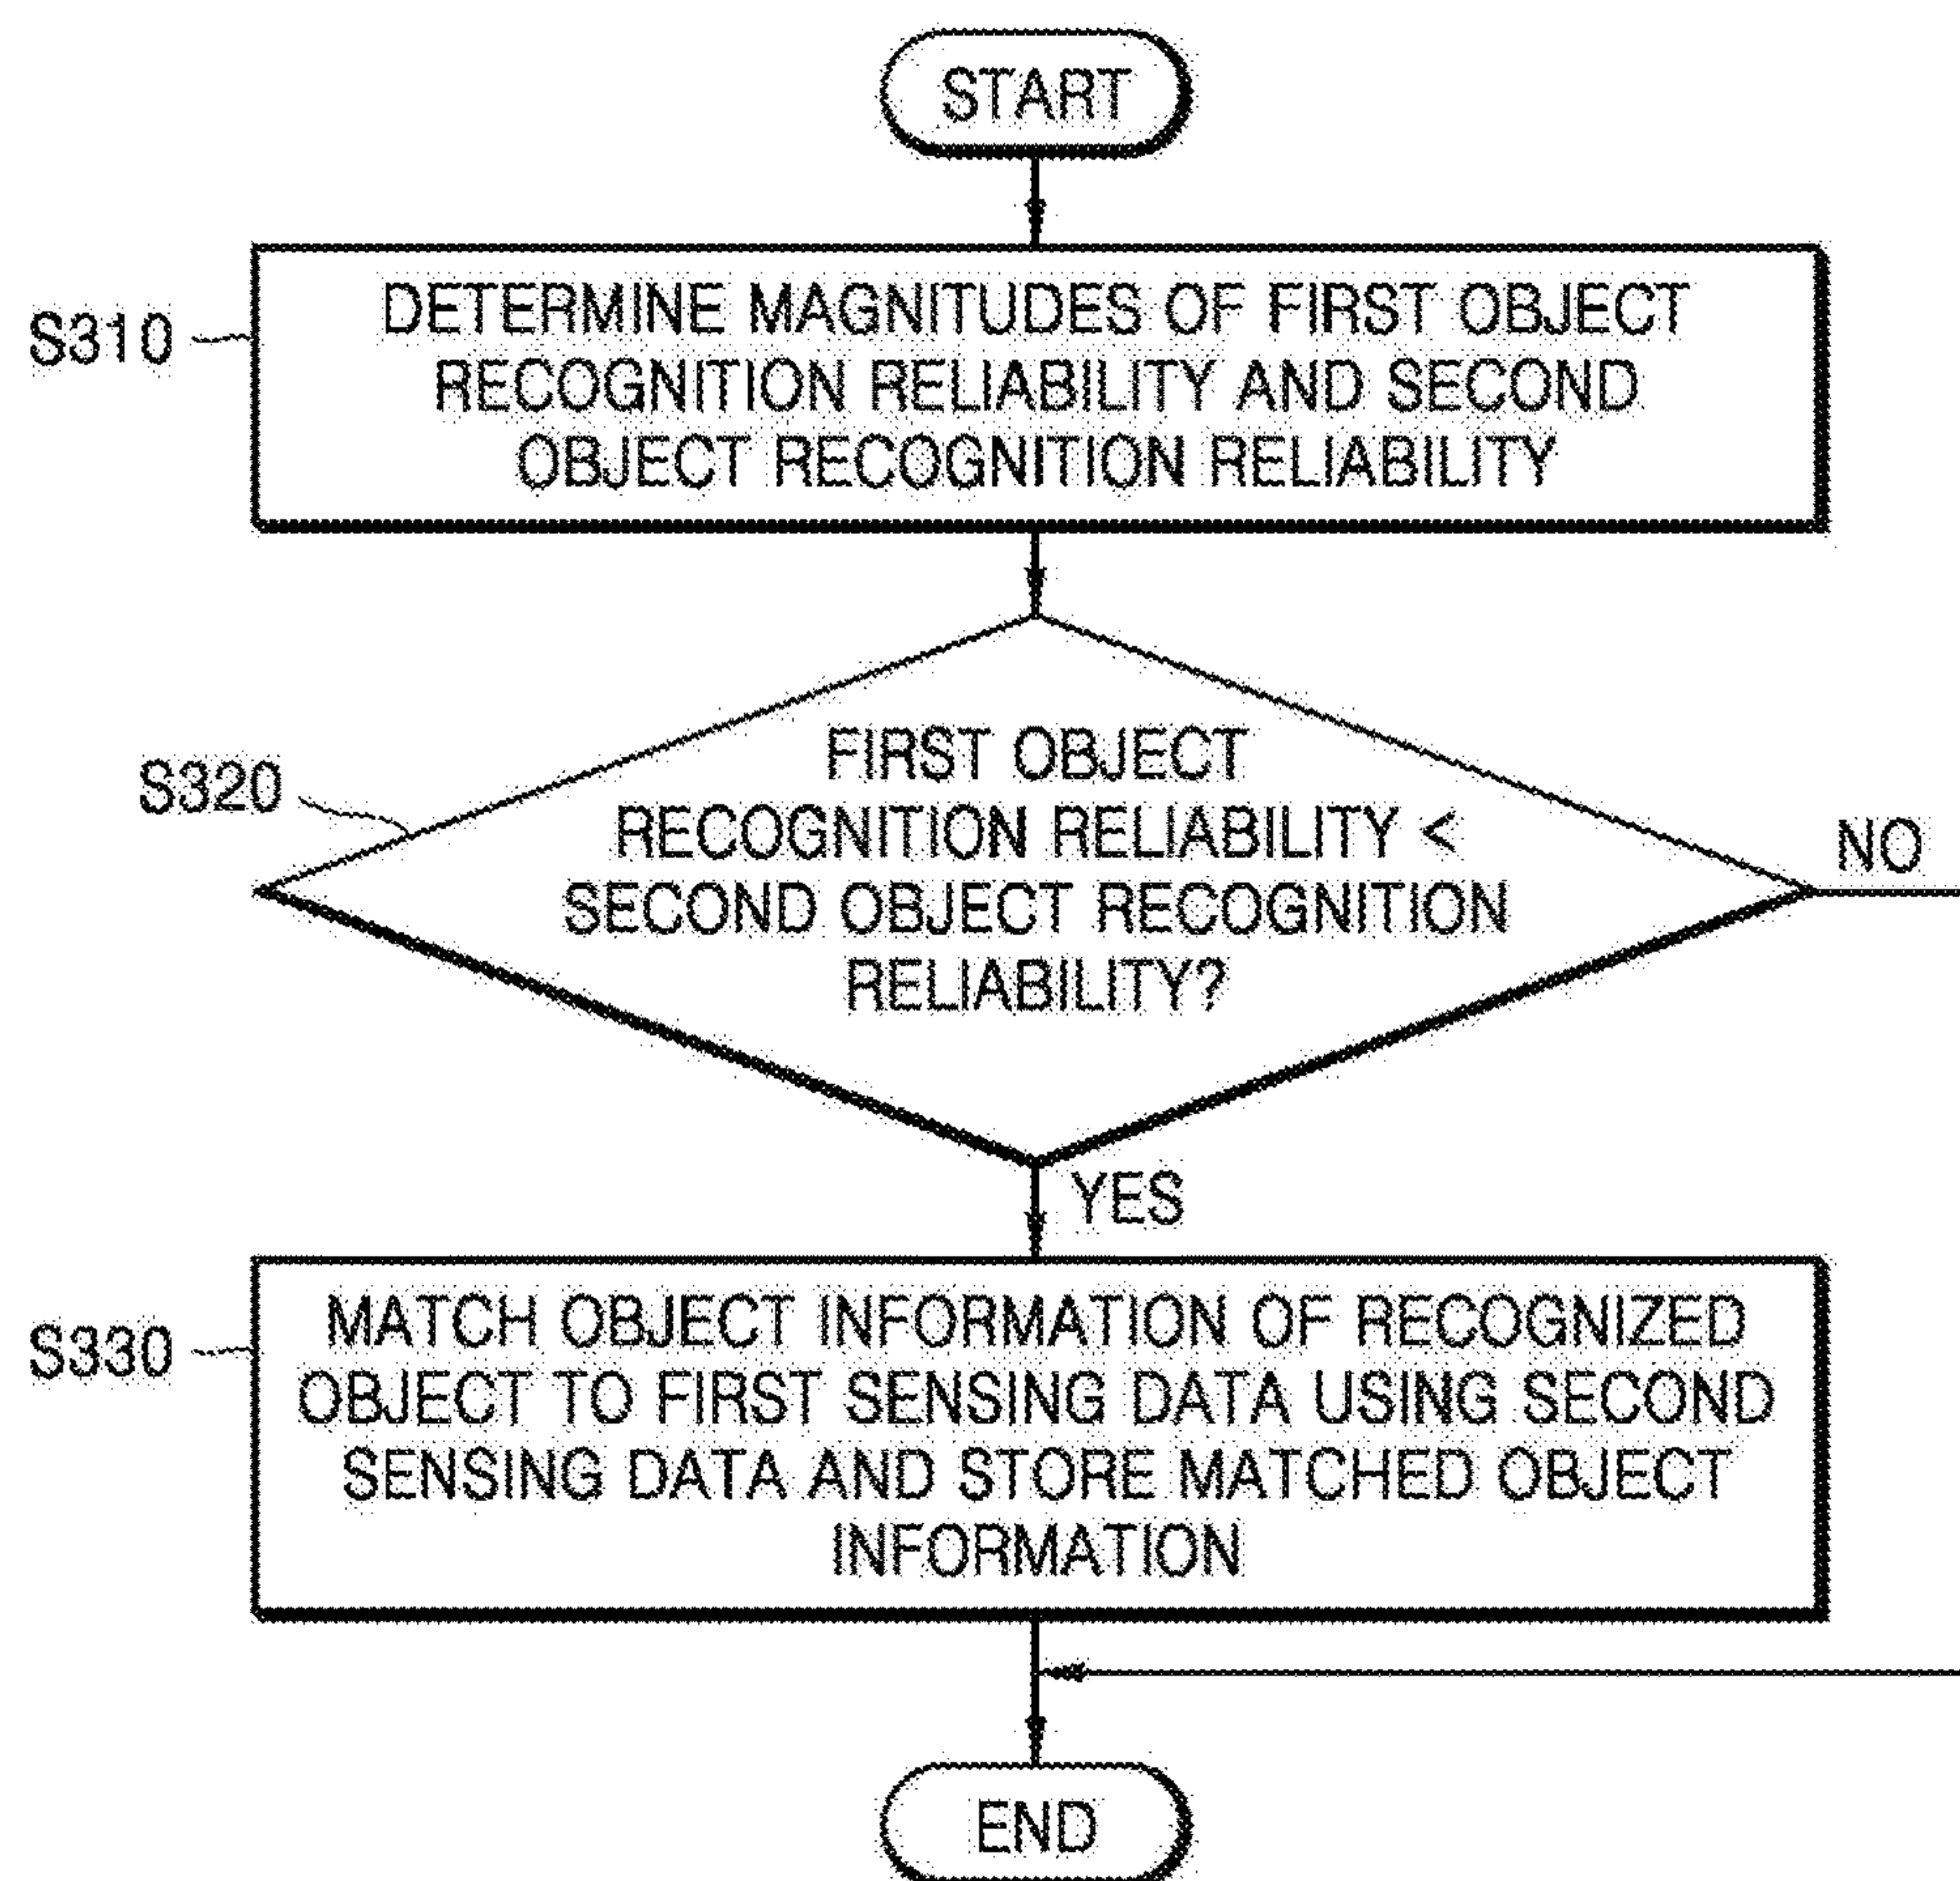 START
S310
DETERMINE MAGNITUDES OF FIRST OBJECT
RECOGNITION RELIABILITY AND SECOND
OBJECT RECOGNITION RELIABILITY
S320
FIRST OBJECT
RECOGNITION RELIABILITY <
SECOND OBJECT RECOGNITION
RELIABILITY?
NO
YES
S330
MATCH OBJECT INFORMATION OF RECOGNIZED
OBJECT TO FIRST SENSING DATA USING SECOND
SENSING DATA AND STORE MATCHED OBJECT
INFORMATION
END